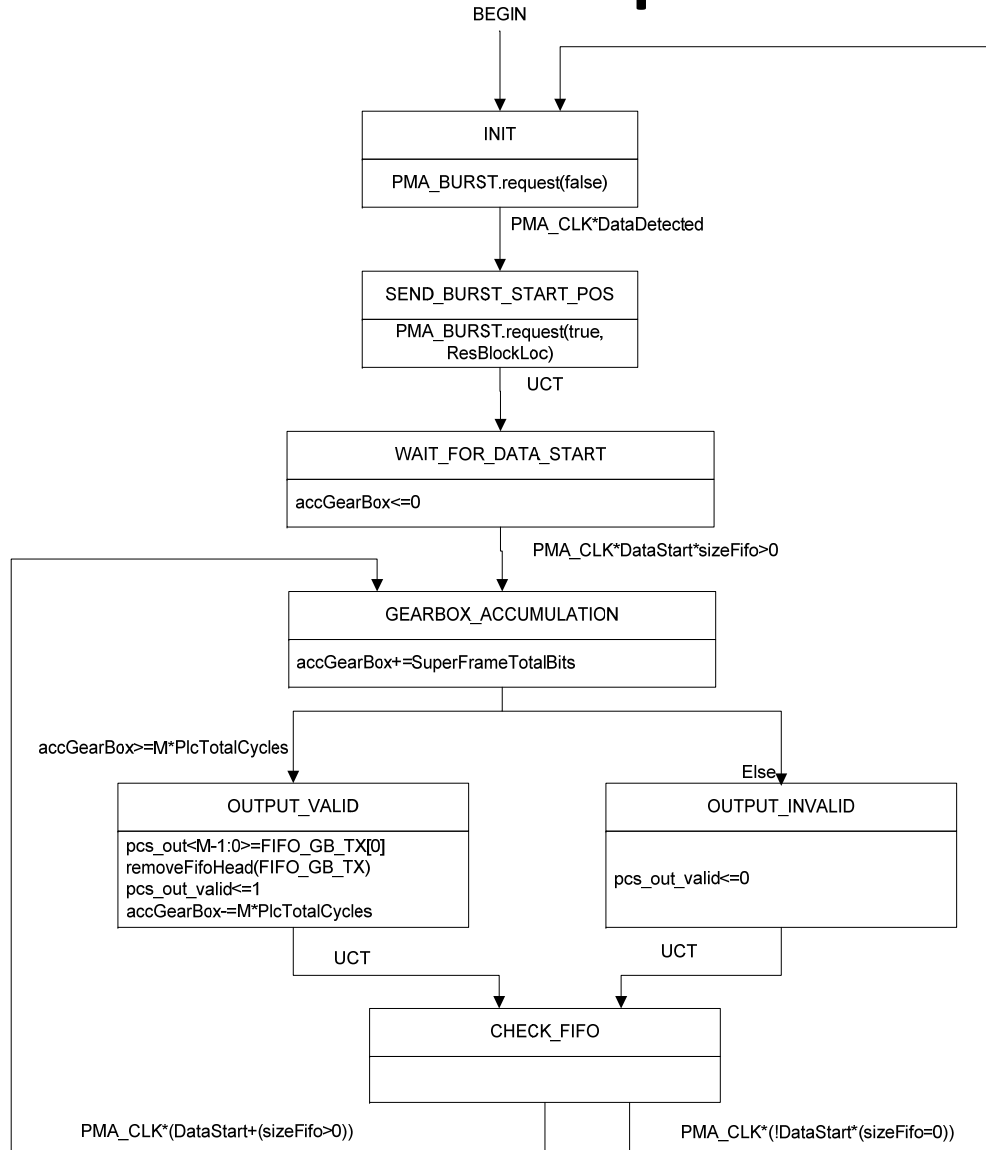 BEGIN
INIT
PMA_BURST.request(false)
PMA_CLK*DataDetected
SEND_BURST_START_POS
PMA_BURST.request(true,
ResBlockLoc)
UCT
WAIT_FOR_DATA_START
accGearBox<=0
PMA_CLK*DataStart*sizeFifo>0
GEARBOX_ACCUMULATION
accGearBox+=SuperFrameTotalBits
accGearBox>=M*PlcTotalCycles
Else
OUTPUT_VALID
pcs_out<M-1:0>=FIFO_GB_TX[0]
removeFifoHead(FIFO_GB_TX)
pcs_out_valid<=1
accGearBox-=M*PlcTotalCycles
OUTPUT_INVALID
pcs_out_valid<=0
UCT
UCT
CHECK_FIFO
PMA_CLK*(DataStart+(sizeFifo>0))
PMA_CLK*(!DataStart*(sizeFifo=0))